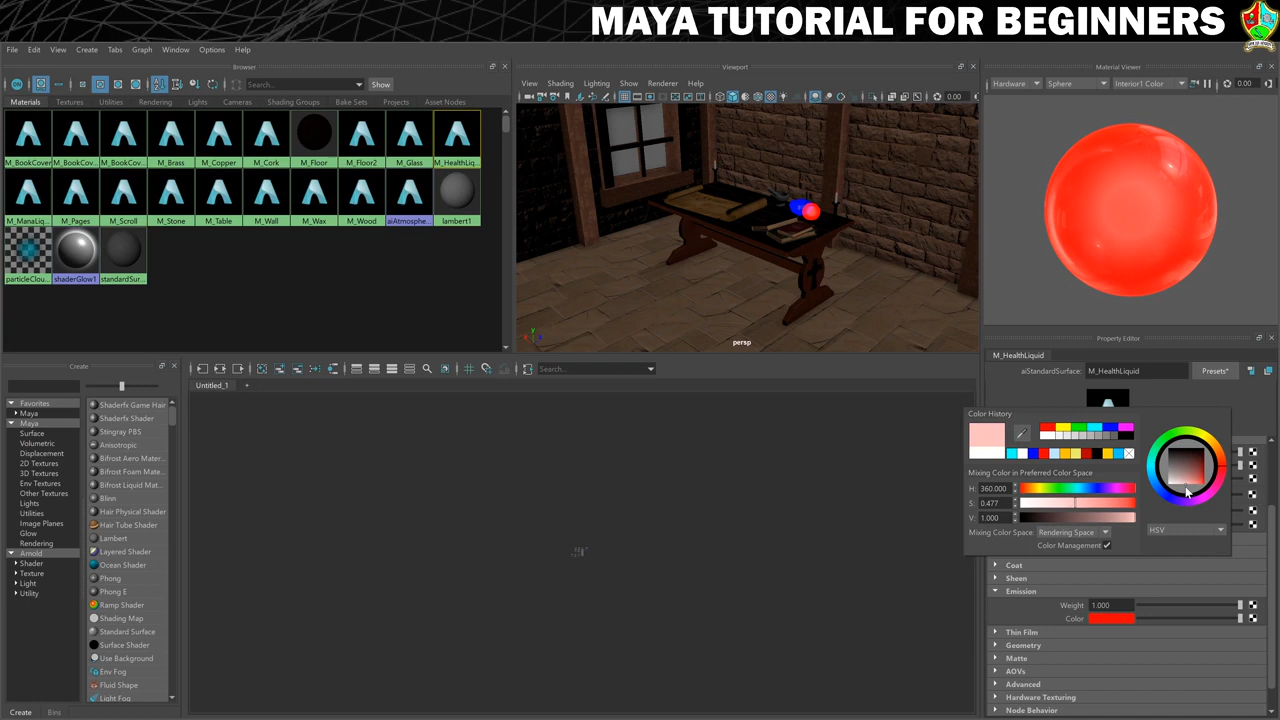 MAYA TUTORIAL FOR BEGINNERS
File Edit View Create Tabs Graph Window Options Help
Browser
Viewport
Material Viewer
Search... Show
View Shading Lighting Show Renderer Help
Hardware Sphere Interior1 Color 0.00
0.00
Materials Textures Utilities Rendering Lights Cameras Shading Groups Bake Sets Projects Asset Nodes
M_BookCover M_BookCov... M_BookCov... M_Brass M_Copper M_Cork M_Floor M_Floor2 M_Glass M_HealthLiq...
M_ManaLiq... M_Pages M_Scroll M_Stone M_Table M_Wall M_Wax M_Wood aiAtmosphe... lambert1
particleClou... shaderGlow1 standardSur...
persp
Create
Search...
Untitled_1 +
Property Editor
M_HealthLiquid
aiStandardSurface: M_HealthLiquid Presets*
Favorites
Maya
Maya
Surface
Volumetric
Displacement
2D Textures
3D Textures
Env Textures
Other Textures
Lights
Utilities
Image Planes
Glow
Rendering
Arnold
Shader
Texture
Light
Utility
Shaderfx Game Hair
Shaderfx Shader
Stingray PBS
Anisotropic
Bifrost Aero Mater...
Bifrost Foam Mate...
Bifrost Liquid Mat...
Blinn
Hair Physical Shader
Hair Tube Shader
Lambert
Layered Shader
Ocean Shader
Phong
Phong E
Ramp Shader
Shading Map
Standard Surface
Surface Shader
Use Background
Env Fog
Fluid Shape
Light Fog
Color History
Mixing Color in Preferred Color Space
H: 360.000
S: 0.477
V: 1.000
HSV
Mixing Color Space: Rendering Space
Color Management
Coat
Sheen
Emission
Weight 1.000
Color
Thin Film
Geometry
Matte
AOVs
Advanced
Hardware Texturing
Node Behavior
Create Bins